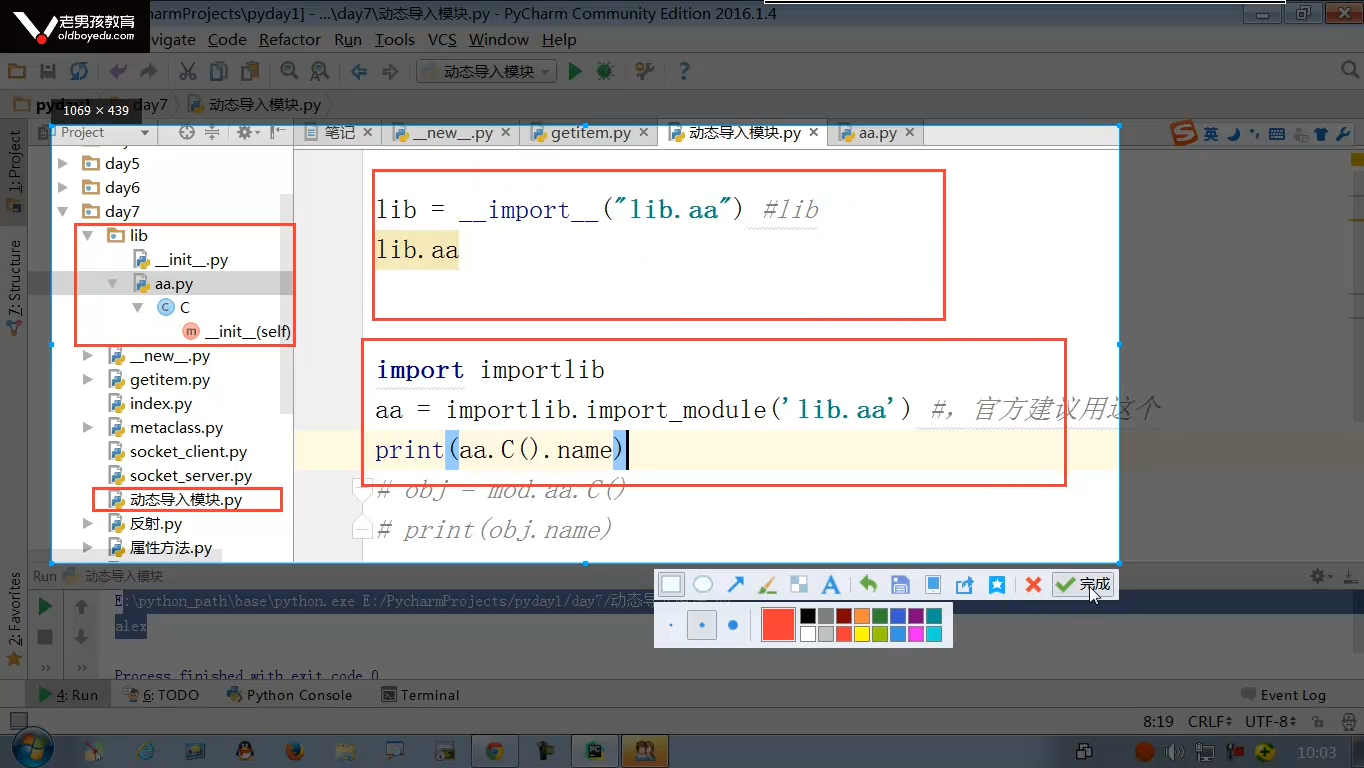 老男孩教育
oldboyedu.com
charmProjects\pyday1] - ...\day7\动态导入模块.py - PyCharm Community Edition 2016.1.4
vigate Code Refactor Run Tools VCS Window Help
动态导入模块
pyday1 day7 动态导入模块.py
1069 × 439
Project
笔记 __new__.py getitem.py 动态导入模块.py aa.py
英
1: Project
7: Structure
2: Favorites
day5
day6
day7
lib
__init__.py
aa.py
C
__init__(self)
__new__.py
getitem.py
index.py
metaclass.py
socket_client.py
socket_server.py
动态导入模块.py
反射.py
属性方法.py
lib = __import__("lib.aa") #lib
lib.aa
import importlib
aa = importlib.import_module('lib.aa') #，官方建议用这个
print(aa.C().name)
# obj = mod.aa.C()
# print(obj.name)
完成
Run 动态导入模块
E:\python_path\base\python.exe E:/PycharmProjects/pyday1/day7/动态导
alex
Process finished with exit code 0
4: Run 6: TODO Python Console Terminal Event Log
8:19 CRLF UTF-8
10:03